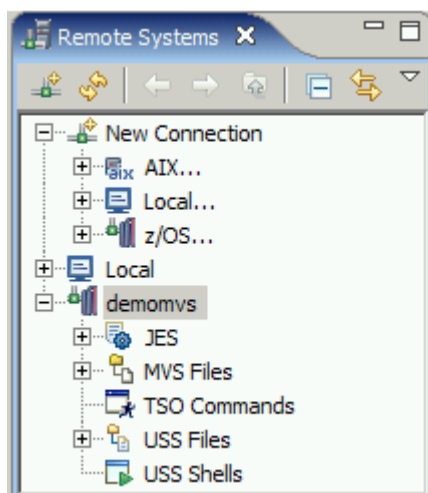 Remote Systems
New Connection
AIX...
Local...
z/OS...
Local
demomvs
JES
MVS Files
TSO Commands
USS Files
USS Shells